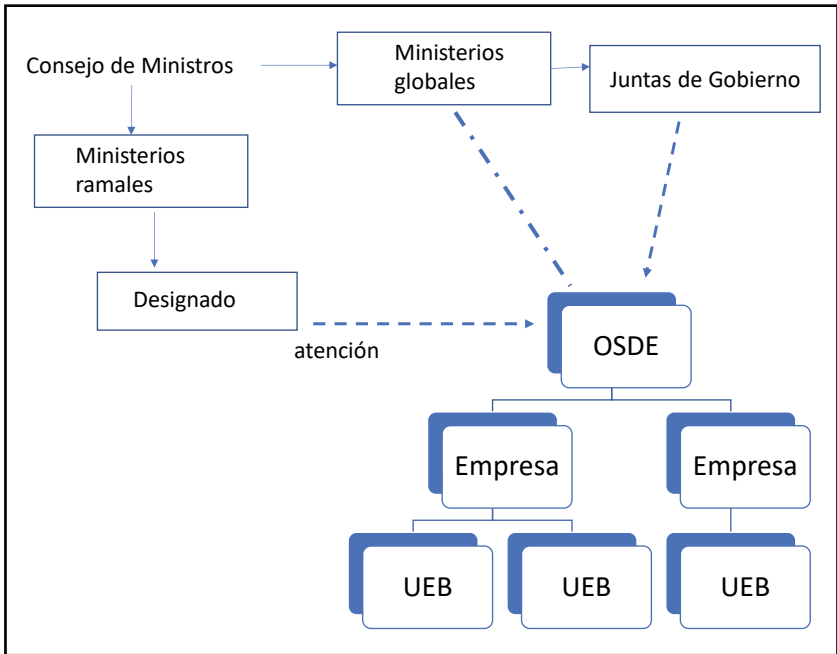 Consejo de Ministros
Ministerios
globales
Juntas de Gobierno
Ministerios
ramales
Designado
atención
OSDE
Empresa
Empresa
UEB
UEB
UEB